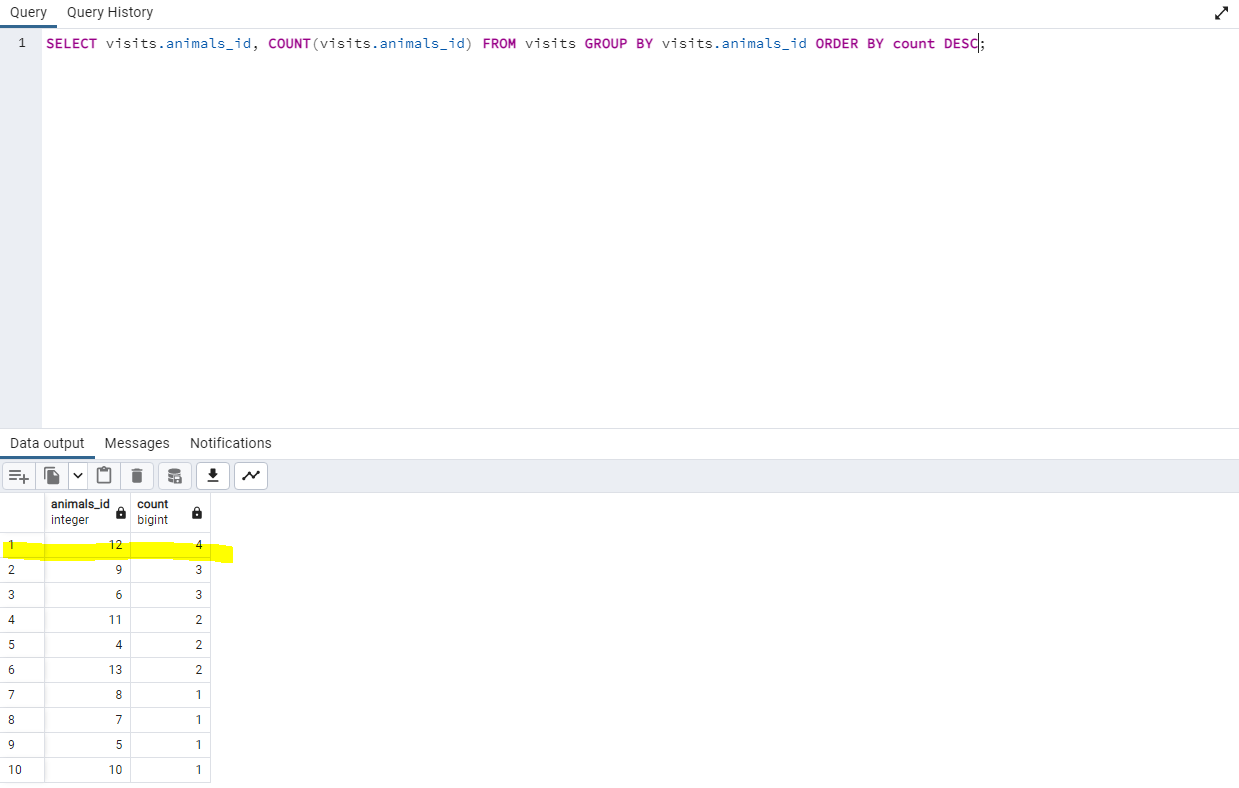 Query Query History
1 SELECT visits.animals_id, COUNT(visits.animals_id) FROM visits GROUP BY visits.animals_id ORDER BY count DESC;
Data output Messages Notifications
animals_id count
integer bigint
1 12 4
2 9 3
3 6 3
4 11 2
5 4 2
6 13 2
7 8 1
8 7 1
9 5 1
10 10 1